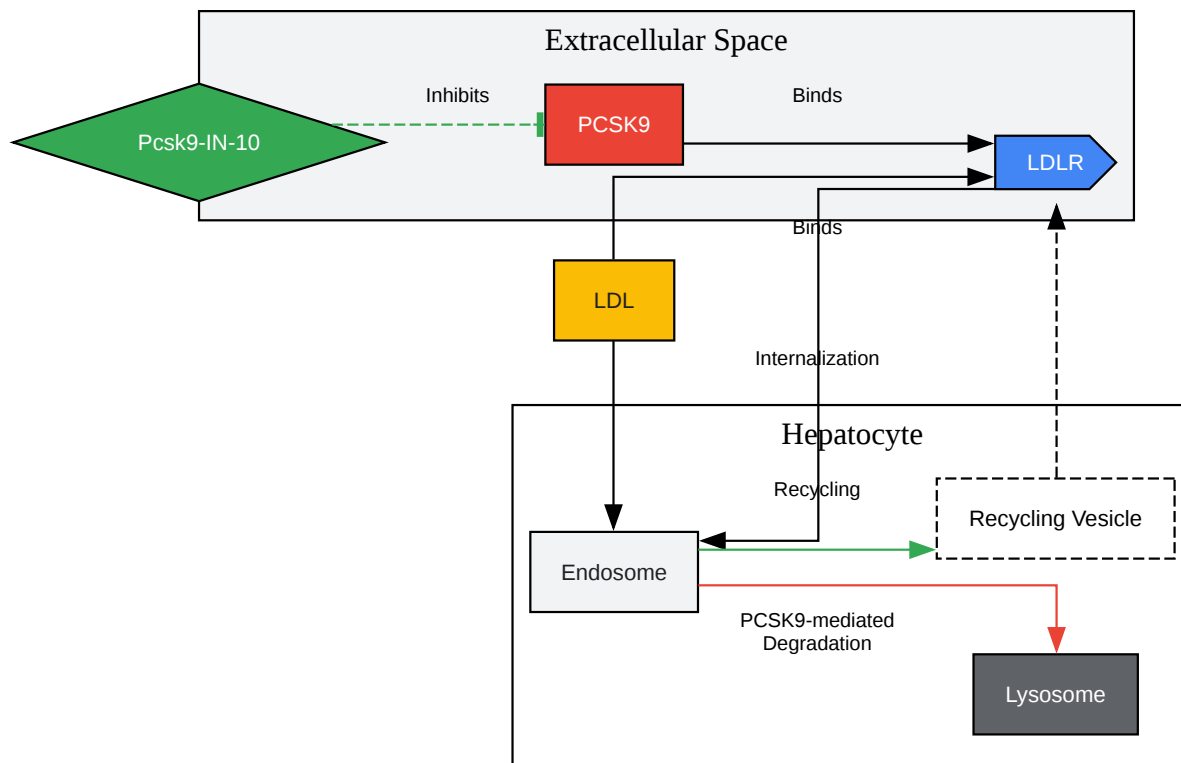 Extracellular Space
Inhibits
Binds
Pcsk9-IN-10
PCSK9
LDLR
Binds
LDL
Internalization
Hepatocyte
Recycling
Recycling Vesicle
Endosome
PCSK9-mediated
Degradation
Lysosome